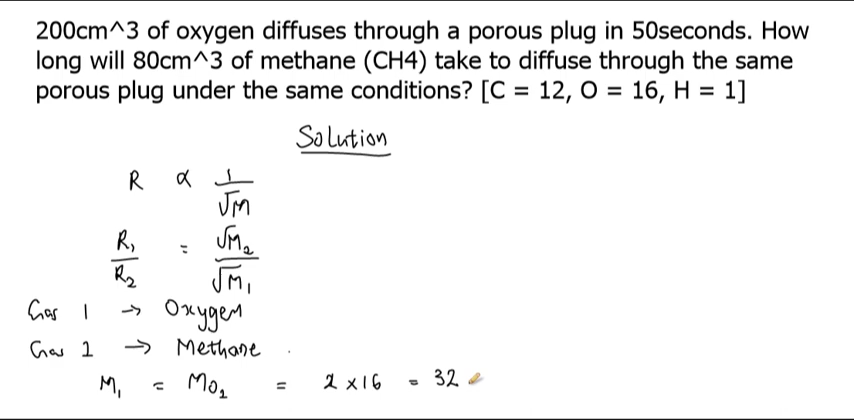 200cm^3 of oxygen diffuses through a porous plug in 50seconds. How
long will 80cm^3 of methane (CH4) take to diffuse through the same
porous plug under the same conditions? [C = 12, O = 16, H = 1]
Solution
R ∝ 1/√M
R₁/R₂ = √M₂/√M₁
Gas 1 → Oxygen
Gas 2 → Methane
M₁ = MO₂ = 2 × 16 = 32